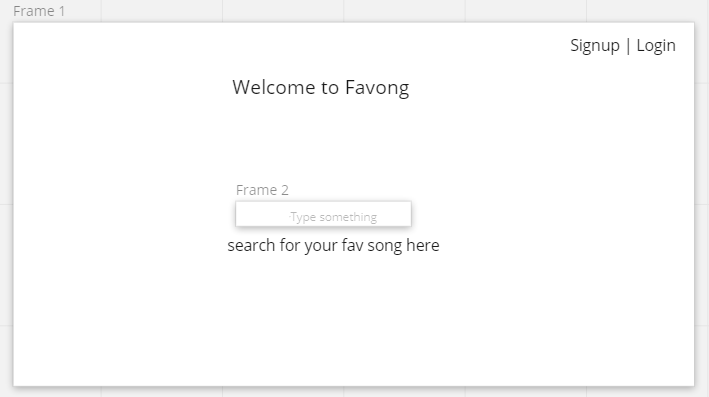 Frame 1
Signup | Login
Welcome to Favong
Frame 2
Type something
search for your fav song here